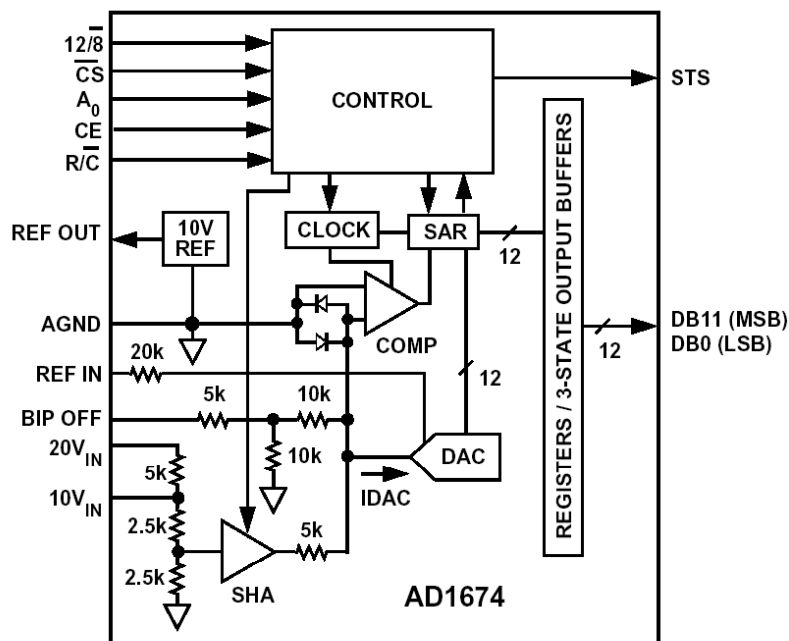 12/8̅
C̅S̅
A0
CE
R/C̅
CONTROL
STS
REF OUT
10V
REF
CLOCK
SAR
12
REGISTERS / 3-STATE OUTPUT BUFFERS
AGND
COMP
12
DB11 (MSB)
DB0 (LSB)
20k
REF IN
12
5k
10k
BIP OFF
20VIN
10k
DAC
5k
IDAC
10VIN
2.5k
5k
2.5k
SHA
AD1674